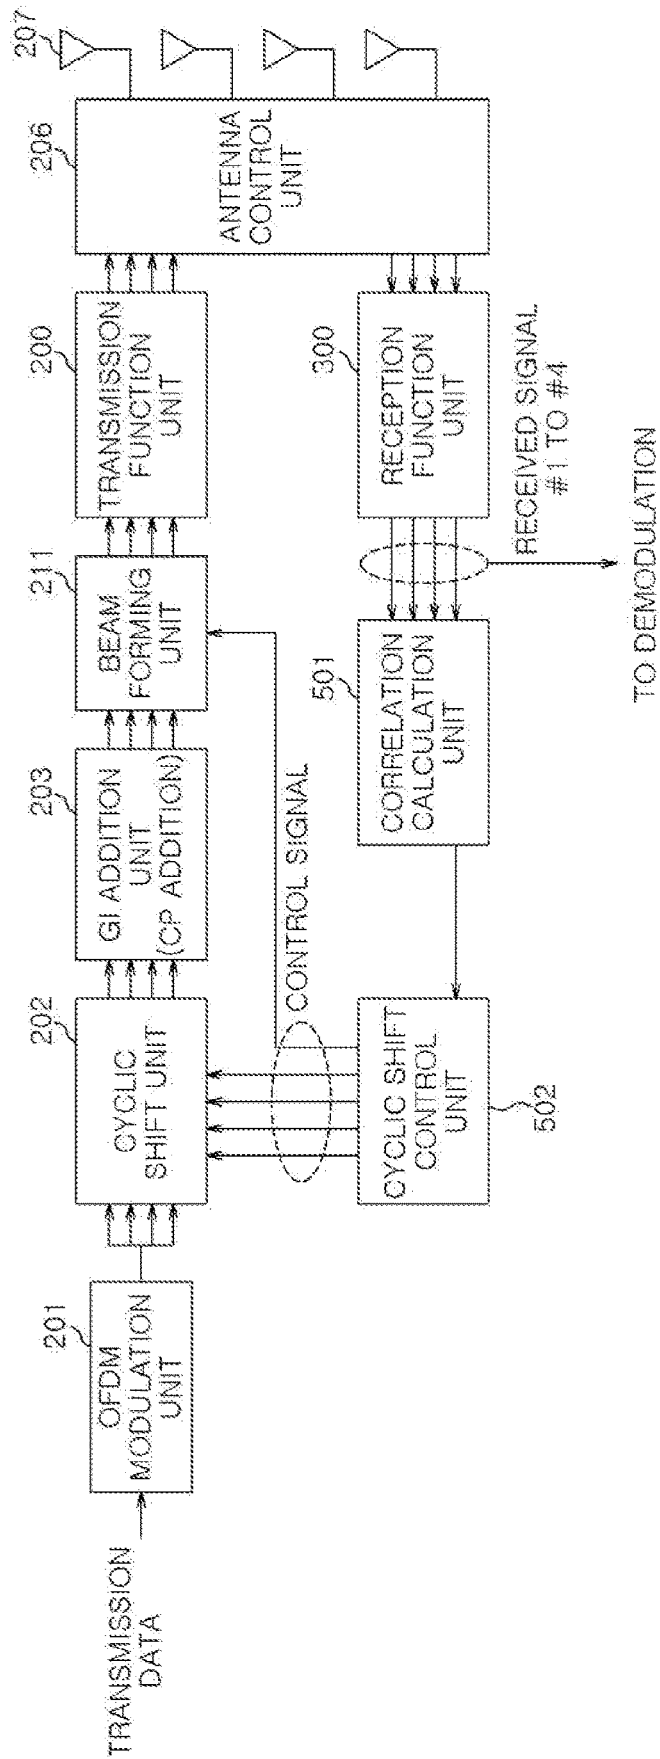 TRANSMISSION
DATA
201
OFDM
MODULATION
UNIT
202
CYCLIC
SHIFT UNIT
203
GI ADDITION
UNIT
(CP ADDITION)
211
BEAM
FORMING
UNIT
200
TRANSMISSION
FUNCTION
UNIT
206
ANTENNA
CONTROL
UNIT
207
CONTROL SIGNAL
CYCLIC SHIFT
CONTROL
UNIT
502
501
CORRELATION
CALCULATION
UNIT
300
RECEPTION
FUNCTION
UNIT
RECEIVED SIGNAL
#1 TO #4
TO DEMODULATION